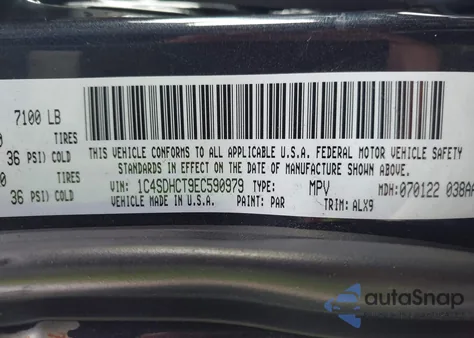 7100 LB
0 TIRES
36 PSI) COLD
0 TIRES
36 PSI) COLD
THIS VEHICLE CONFORMS TO ALL APPLICABLE U.S.A. FEDERAL MOTOR VEHICLE SAFETY
STANDARDS IN EFFECT ON THE DATE OF MANUFACTURE SHOWN ABOVE.
VIN: 1C4SDHCT9EC590979 TYPE: MPV MDH: 070122 038AA
VEHICLE MADE IN U.S.A. PAINT: PAR TRIM: ALX9
autoSnap